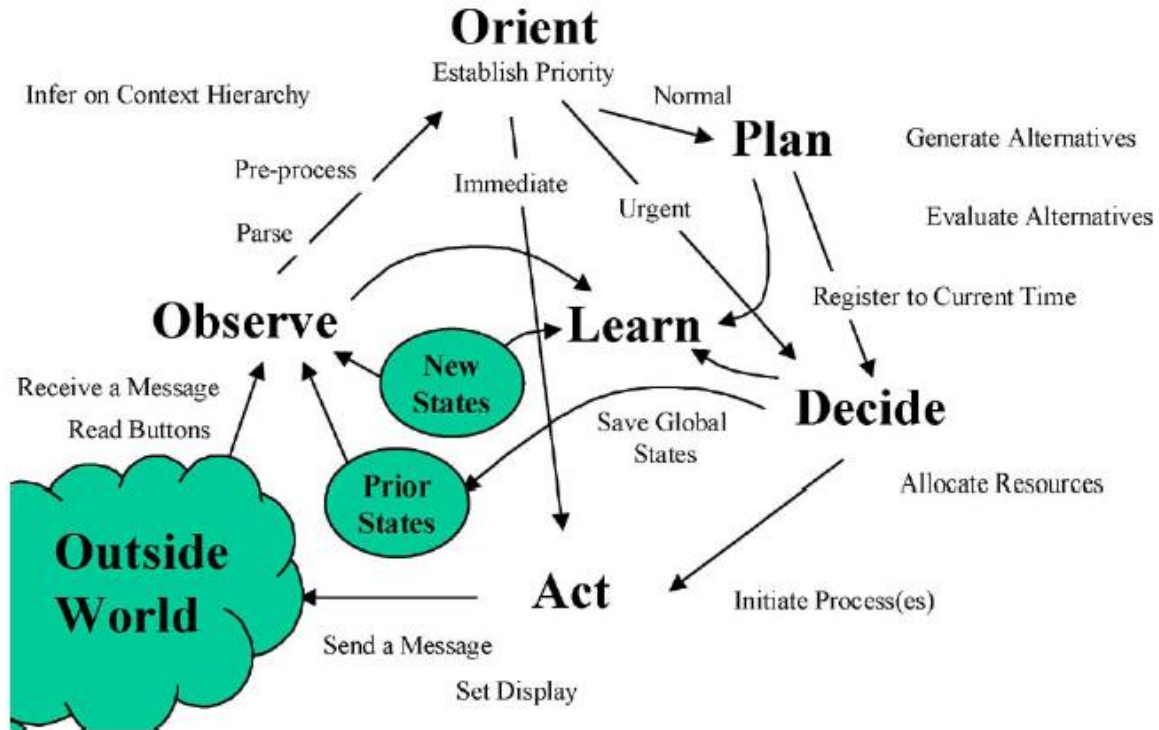 Orient
Establish Priority
Infer on Context Hierarchy
Normal
Plan
Generate Alternatives
Pre-process
Immediate
Urgent
Evaluate Alternatives
Parse
Register to Current Time
Observe
Learn
New
States
Receive a Message
Read Buttons
Decide
Save Global
States
Prior
States
Allocate Resources
Outside
World
Act
Initiate Process(es)
Send a Message
Set Display